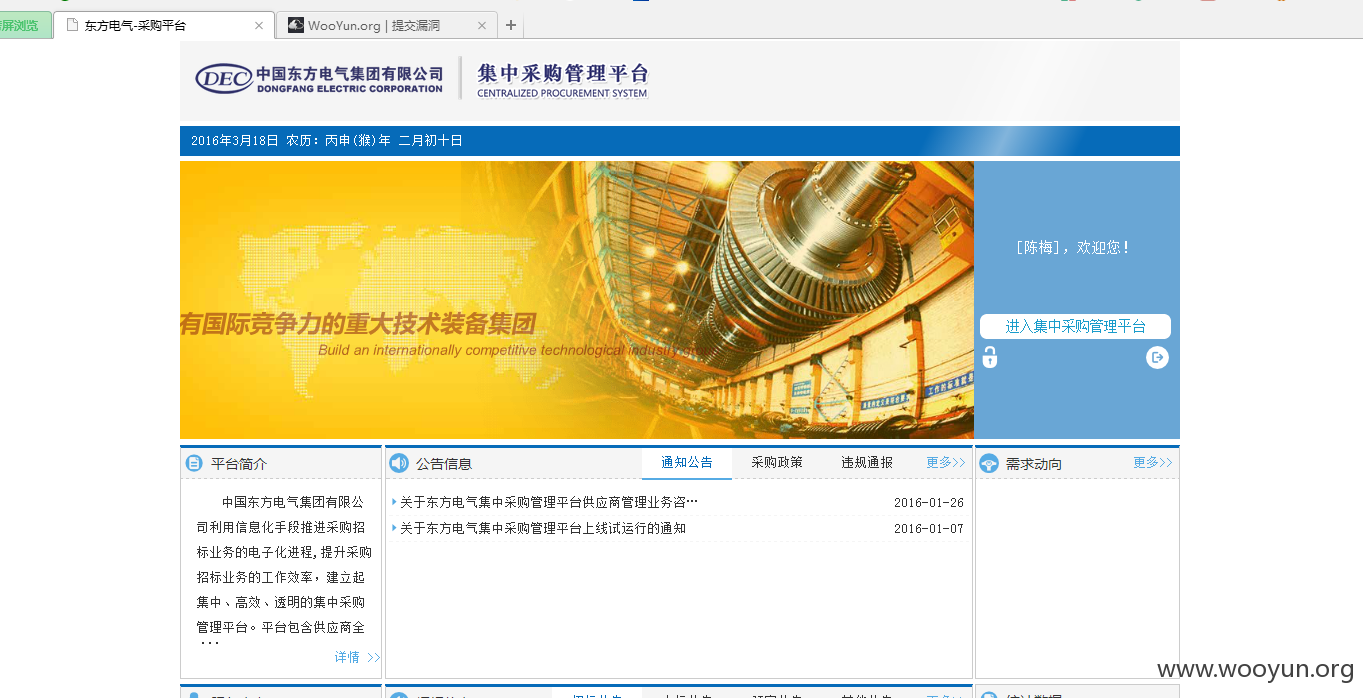 屏浏览
东方电气-采购平台
WooYun.org | 提交漏洞
DEC 中国东方电气集团有限公司
DONGFANG ELECTRIC CORPORATION
集中采购管理平台
CENTRALIZED PROCUREMENT SYSTEM
2016年3月18日 农历: 丙申(猴)年 二月初十日
有国际竞争力的重大技术装备集团
Build an internationally competitive technological industry group
[陈梅]，欢迎您！
进入集中采购管理平台
平台简介
中国东方电气集团有限公
司利用信息化手段推进采购招
标业务的电子化进程,提升采购
招标业务的工作效率，建立起
集中、高效、透明的集中采购
管理平台。平台包含供应商全
...
详情 >>
公告信息
通知公告
采购政策
违规通报
更多>>
关于东方电气集中采购管理平台供应商管理业务咨…
2016-01-26
关于东方电气集中采购管理平台上线试运行的通知
2016-01-07
需求动向
更多>>
www.wooyun.org